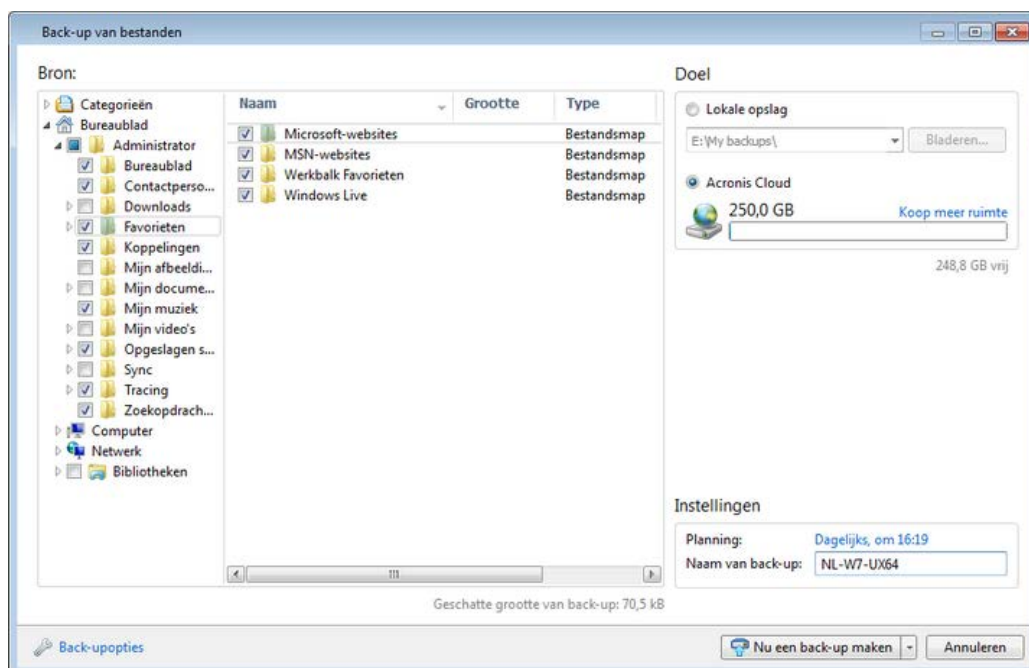 Back-up van bestanden
Bron:
Categorieën
Bureaublad
Administrator
Bureaublad
Contactperso...
Downloads
Favorieten
Koppelingen
Mijn afbeeldi...
Mijn docume...
Mijn muziek
Mijn video's
Opgeslagen s...
Sync
Tracing
Zoekopdrach...
Computer
Netwerk
Bibliotheken
Naam Grootte Type
Microsoft-websites Bestandsmap
MSN-websites Bestandsmap
Werkbalk Favorieten Bestandsmap
Windows Live Bestandsmap
Geschatte grootte van back-up: 70,5 kB
Doel
Lokale opslag
E:\My backups\ Bladeren...
Acronis Cloud
250,0 GB Koop meer ruimte
248,8 GB vrij
Instellingen
Planning: Dagelijks, om 16:19
Naam van back-up: NL-W7-UX64
Back-upopties
Nu een back-up maken
Annuleren